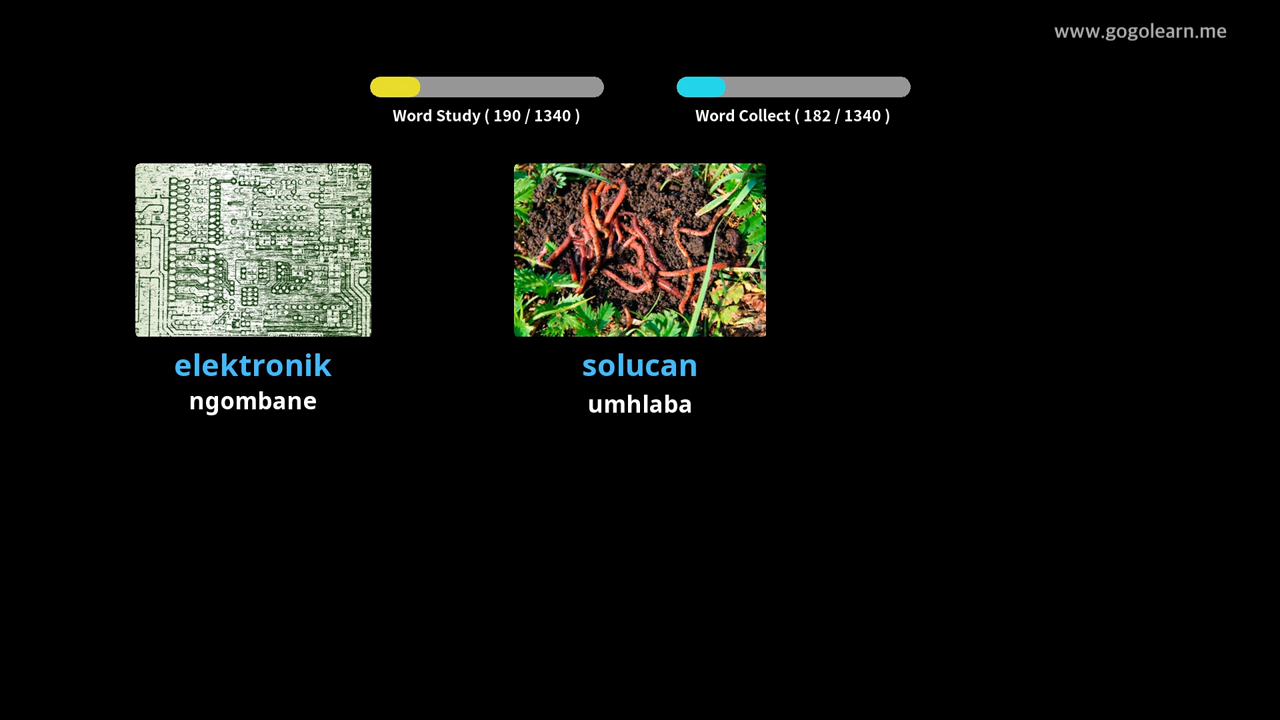 www.gogolearn.me
Word Study ( 190 / 1340 )
Word Collect ( 182 / 1340 )
elektronik
ngombane
solucan
umhlaba